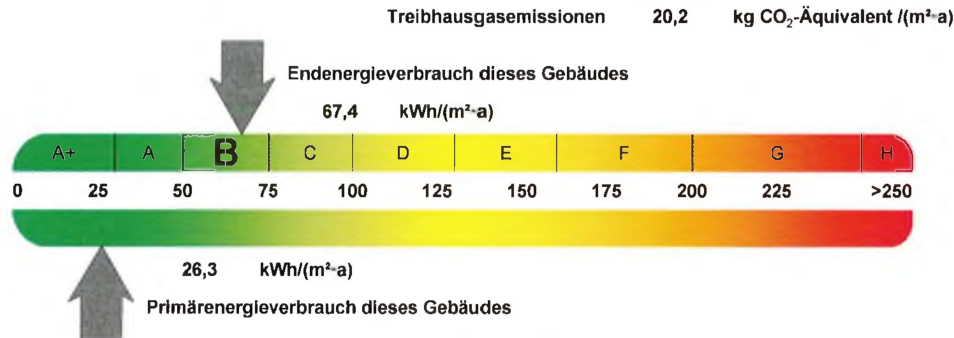 Treibhausgasemissionen 20,2 kg CO₂-Äquivalent /(m²·a)
Endenergieverbrauch dieses Gebäudes
67,4 kWh/(m²·a)
A+ A B C D E F G H
0 25 50 75 100 125 150 175 200 225 >250
26,3 kWh/(m²·a)
Primärenergieverbrauch dieses Gebäudes